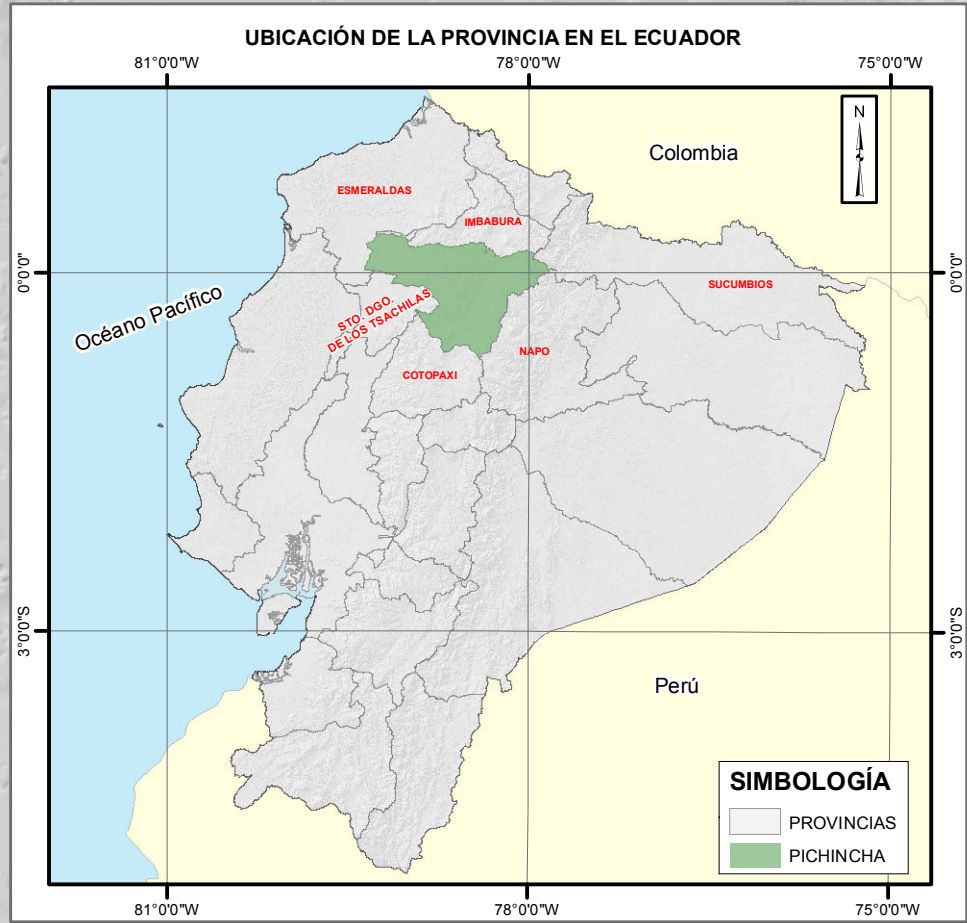 UBICACIÓN DE LA PROVINCIA EN EL ECUADOR
81°0'0"W
78°0'0"W
75°0'0"W
N
Colombia
ESMERALDAS
IMBABURA
0°0'0"
0°0'0"
SUCUMBIOS
Océano Pacífico
STO. DGO.
DE LOS TSACHILAS
NAPO
COTOPAXI
3°0'0"S
3°0'0"S
Perú
SIMBOLOGÍA
PROVINCIAS
PICHINCHA
81°0'0"W
78°0'0"W
75°0'0"W